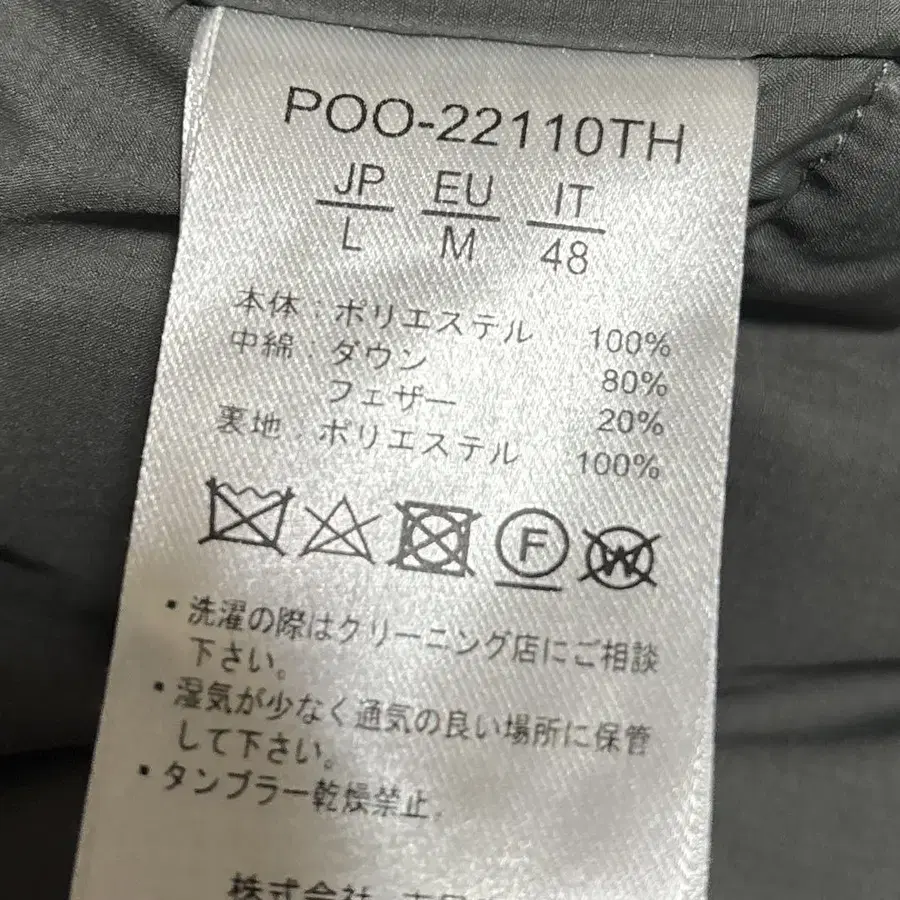 POO-22110TH
JP EU IT
L M 48
本体:ポリエステル 100%
中綿:ダウン 80%
フェザー 20%
裏地:ポリエステル 100%
F W
・洗濯の際はクリーニング店にご相談
下さい。
・湿気が少なく通気の良い場所に保管
して下さい。
・タンブラー乾燥禁止.
株式会社